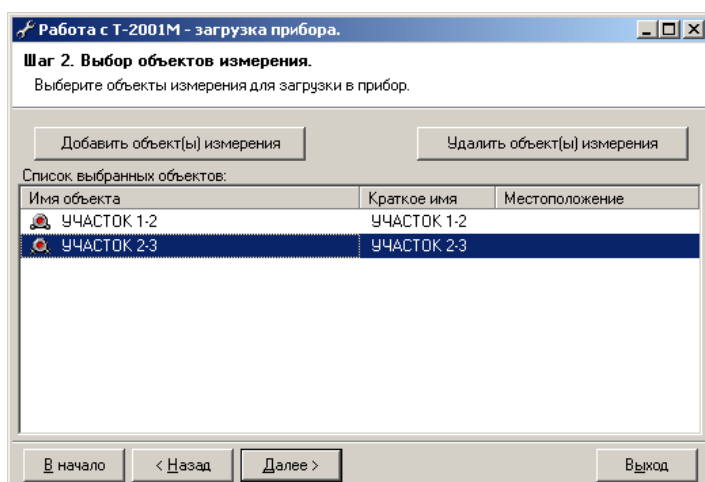 Работа с Т-2001М - загрузка прибора.
Шаг 2. Выбор объектов измерения.
Выберите объекты измерения для загрузки в прибор.
Добавить объект(ы) измерения Удалить объект(ы) измерения
Список выбранных объектов:
Имя объекта Краткое имя Местоположение
УЧАСТОК 1-2 УЧАСТОК 1-2
УЧАСТОК 2-3 УЧАСТОК 2-3
В начало < Назад Далее > Выход